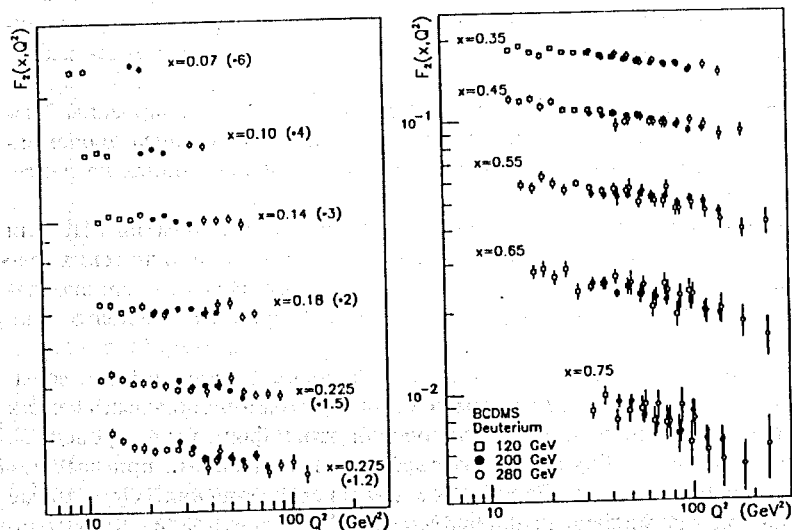 F₂(x,Q²)
x=0.07 (*6)
x=0.10 (*4)
x=0.14 (*3)
x=0.18 (*2)
x=0.225
(*1.5)
x=0.275
(*1.2)
10
100
Q² (GeV²)
F₂(x,Q²)
x=0.35
x=0.45
10⁻¹
x=0.55
x=0.65
x=0.75
10⁻²
BCDMS
Deuterium
120 GeV
200 GeV
280 GeV
10
100
Q² (GeV²)